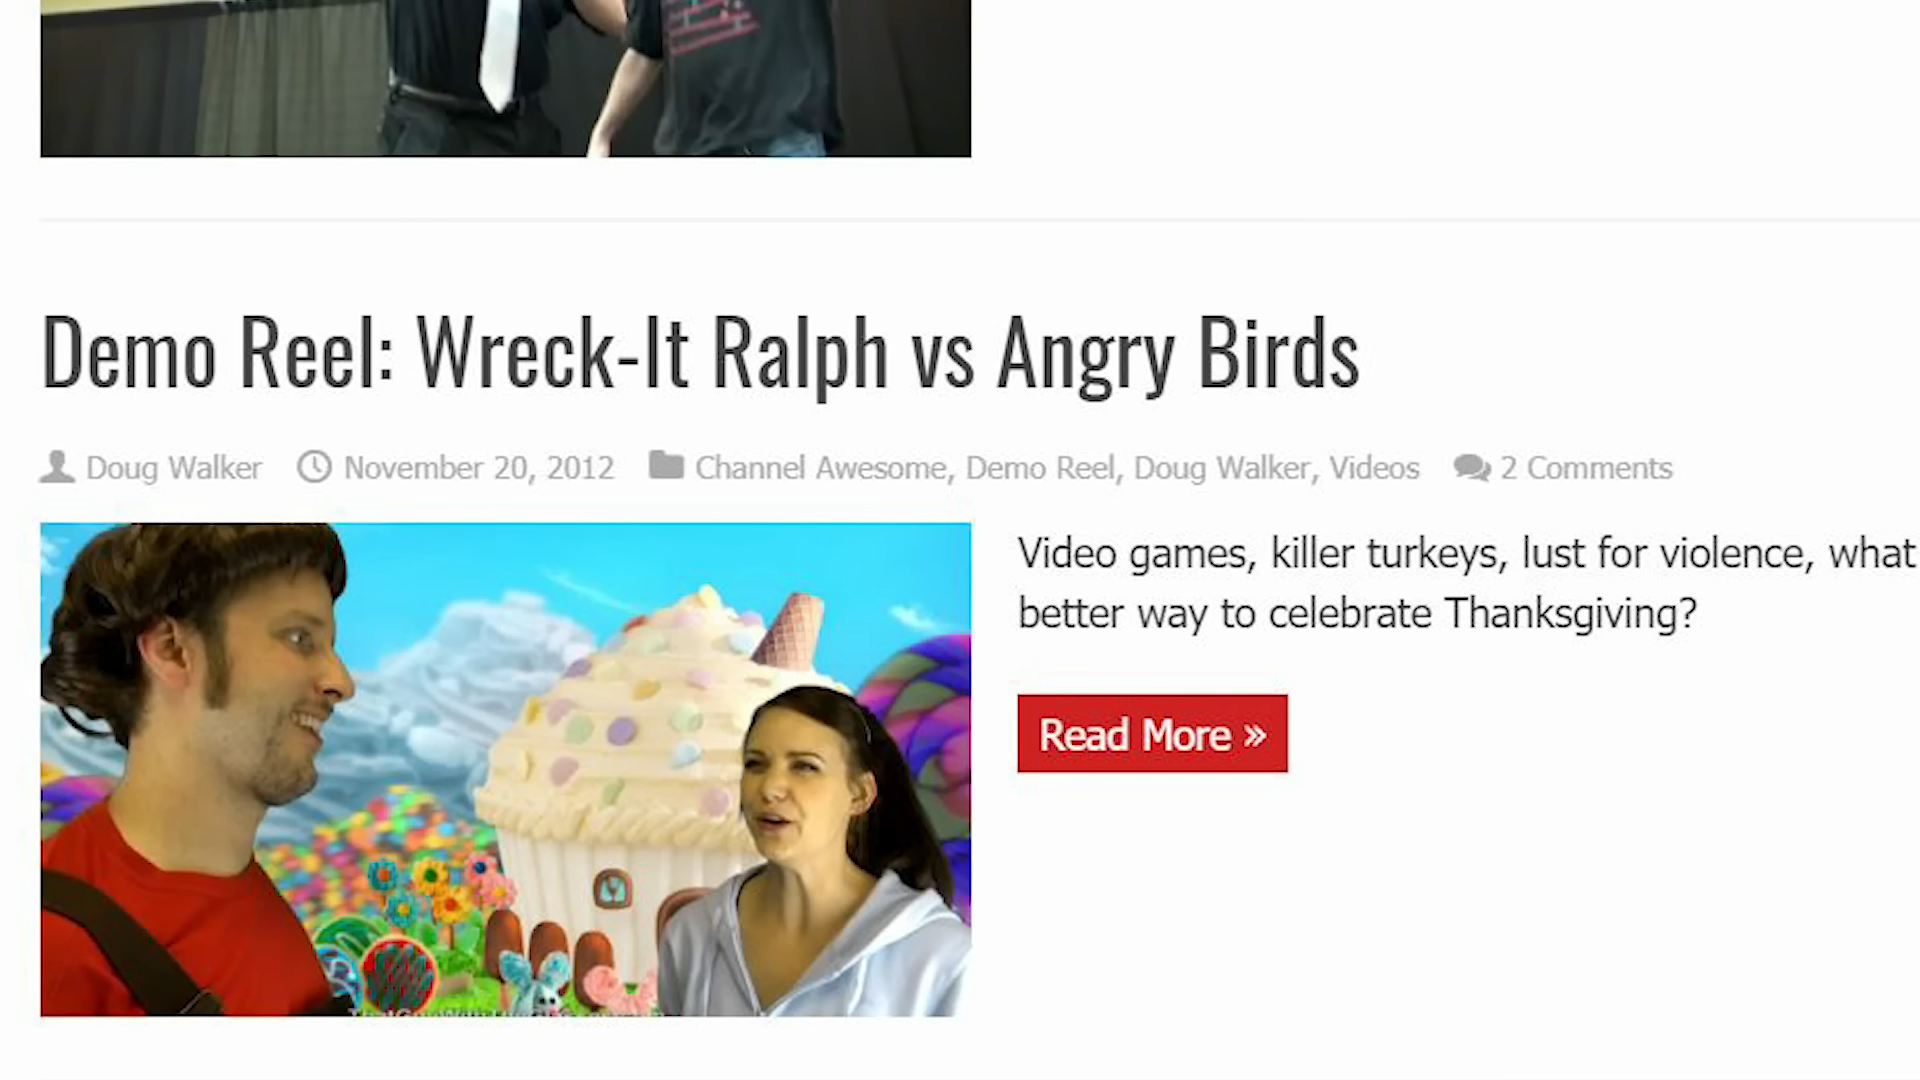 Demo Reel: Wreck-It Ralph vs Angry Birds
Doug Walker November 20, 2012 Channel Awesome, Demo Reel, Doug Walker, Videos 2 Comments
Video games, killer turkeys, lust for violence, what
better way to celebrate Thanksgiving?
Read More »